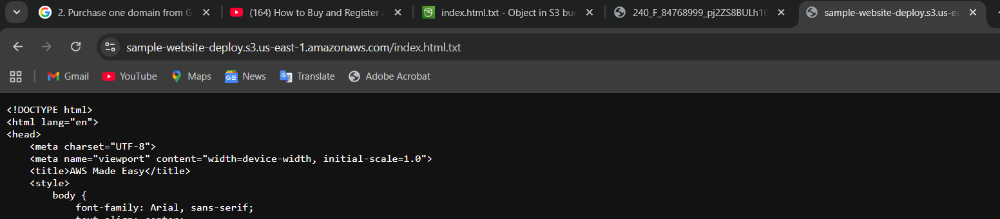 2. Purchase one domain from G
(164) How to Buy and Register a
index.html.txt - Object in S3 buc
240_F_84768999_pj2ZS8BULh1C
sample-website-deploy.s3.us-ea
sample-website-deploy.s3.us-east-1.amazonaws.com/index.html.txt
Gmail
YouTube
Maps
News
Translate
Adobe Acrobat
<!DOCTYPE html>
<html lang="en">
<head>
    <meta charset="UTF-8">
    <meta name="viewport" content="width=device-width, initial-scale=1.0">
    <title>AWS Made Easy</title>
    <style>
        body {
            font-family: Arial, sans-serif;